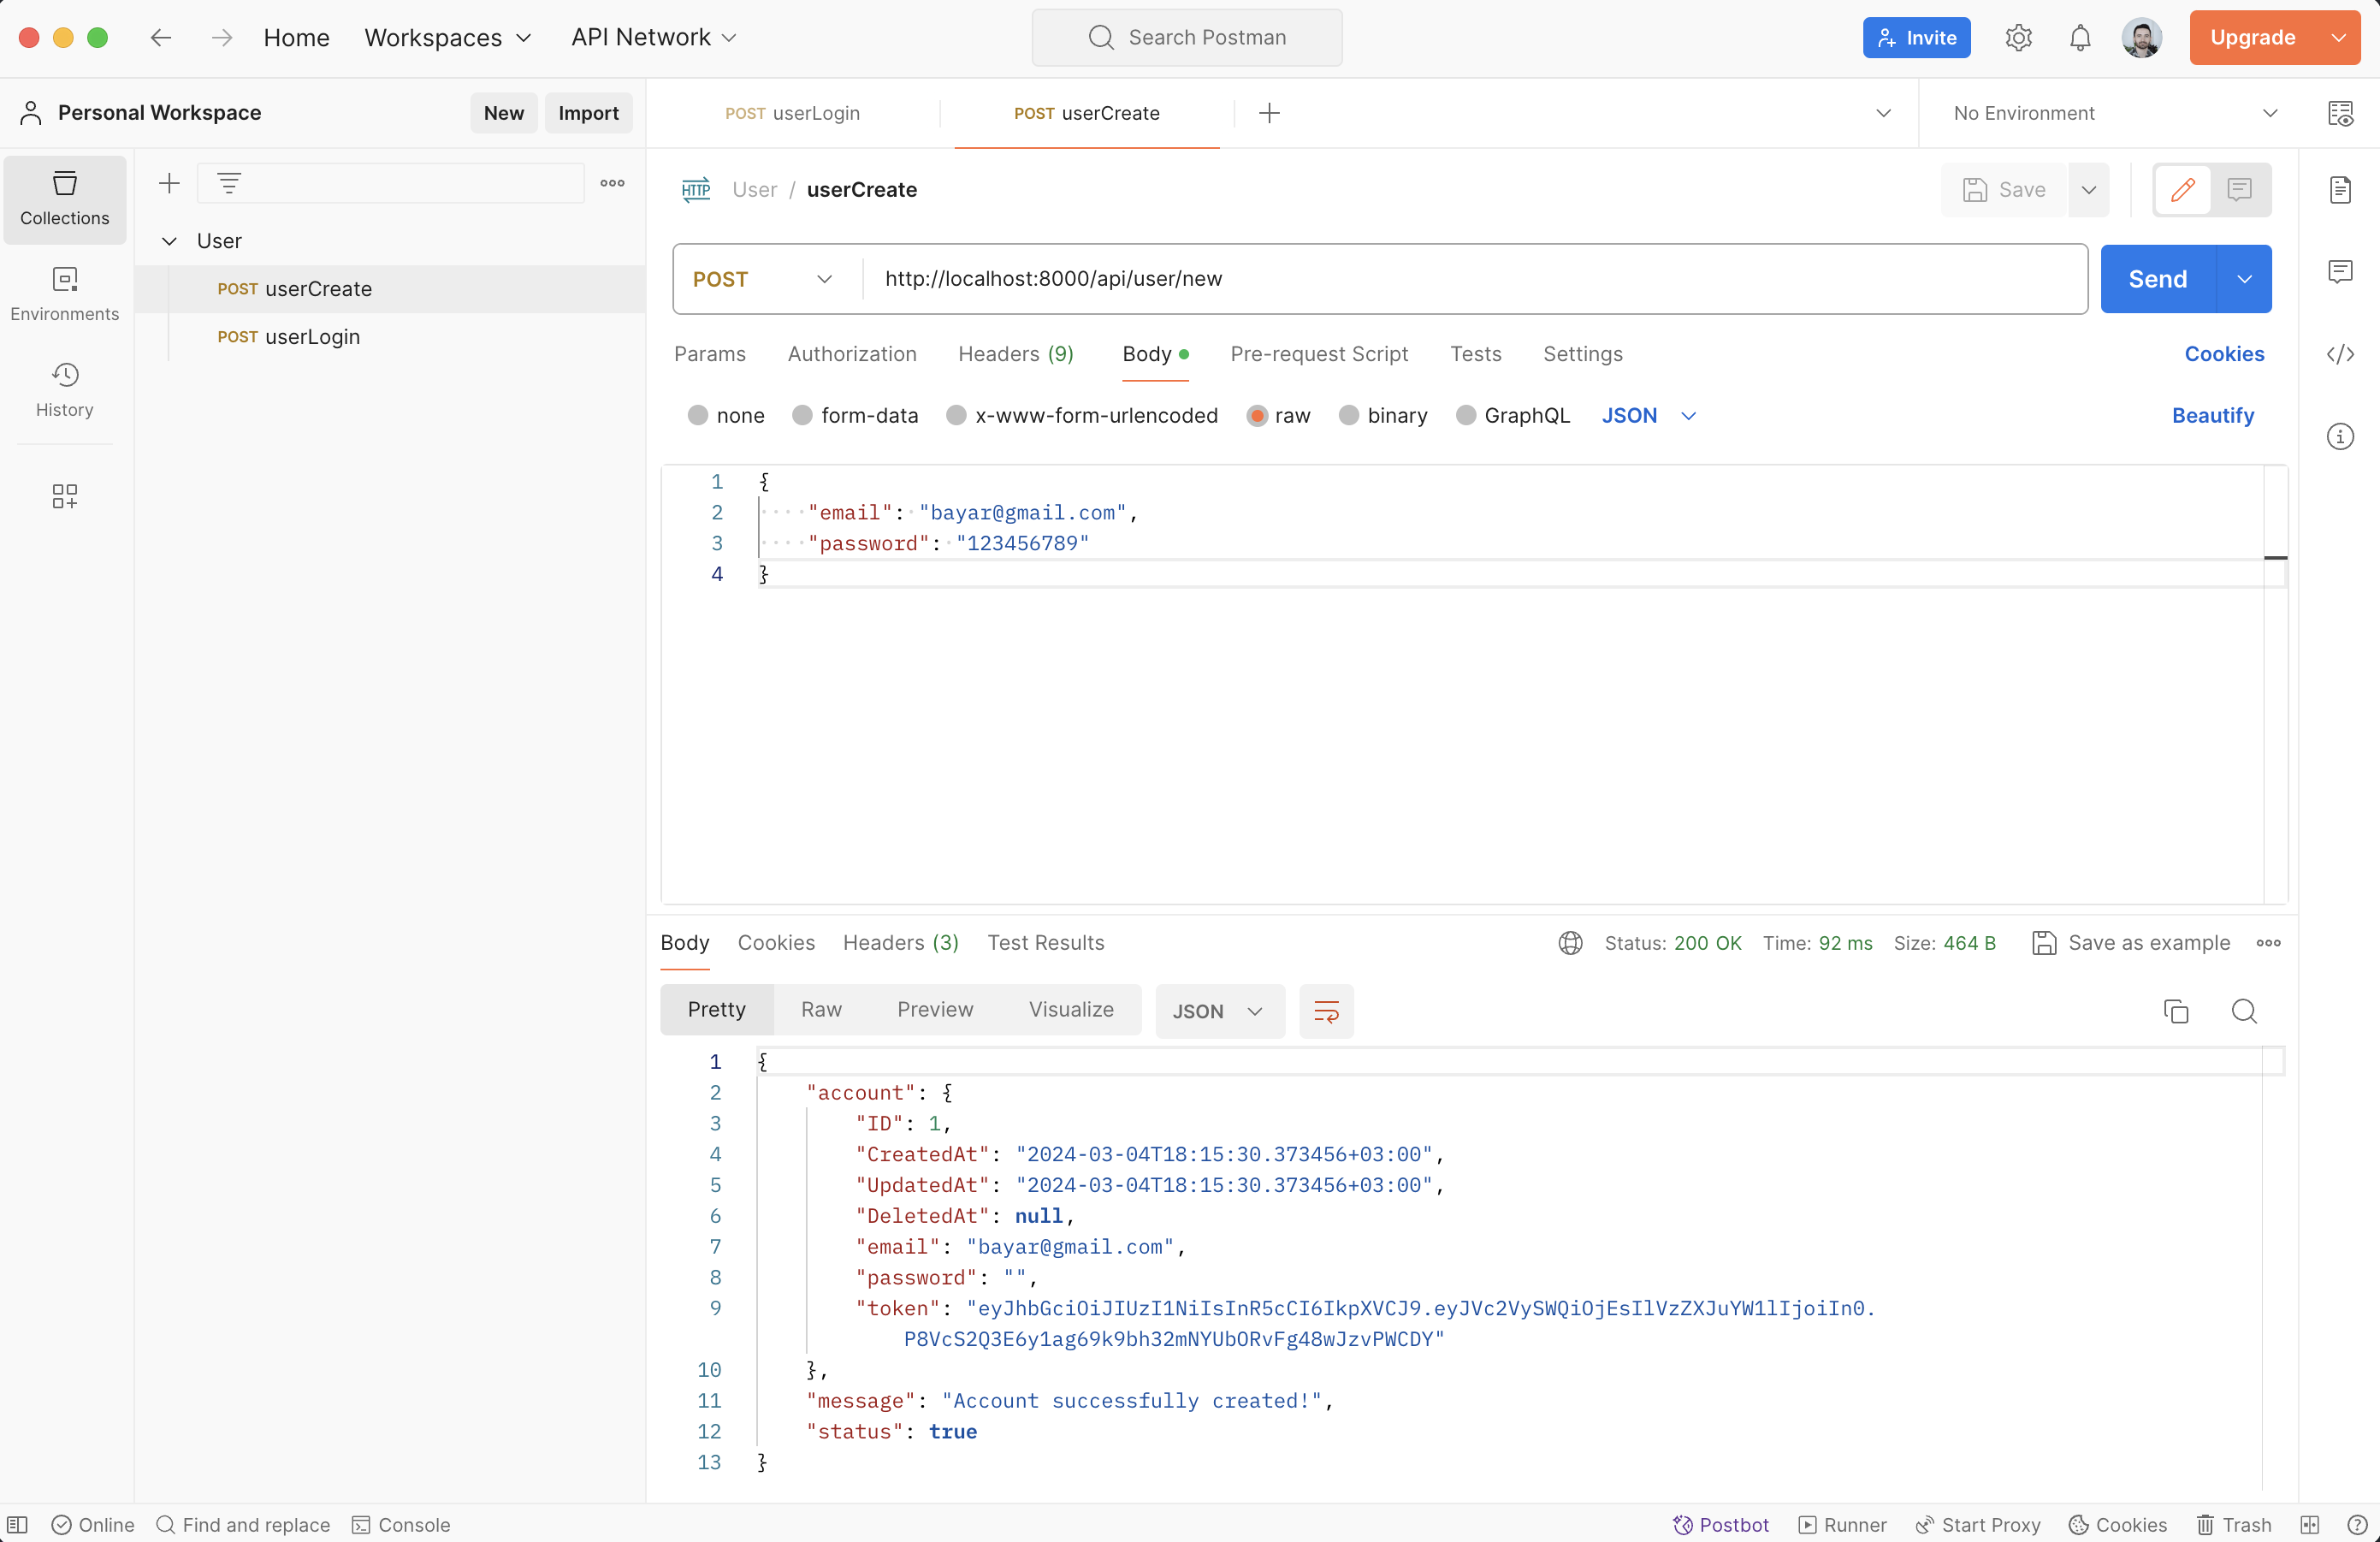 Home Workspaces API Network Search Postman Invite Upgrade
Personal Workspace New Import
POST userLogin POST userCreate No Environment
Collections
Environments
History
User
POST userCreate
POST userLogin
HTTP User / userCreate Save
POST http://localhost:8000/api/user/new Send
Params Authorization Headers (9) Body Pre-request Script Tests Settings Cookies
none form-data x-www-form-urlencoded raw binary GraphQL JSON Beautify
1 {
2 "email": "bayar@gmail.com",
3 "password": "123456789"
4 }
Body Cookies Headers (3) Test Results Status: 200 OK Time: 92 ms Size: 464 B Save as example
Pretty Raw Preview Visualize JSON
1 {
2 "account": {
3 "ID": 1,
4 "CreatedAt": "2024-03-04T18:15:30.373456+03:00",
5 "UpdatedAt": "2024-03-04T18:15:30.373456+03:00",
6 "DeletedAt": null,
7 "email": "bayar@gmail.com",
8 "password": "",
9 "token": "eyJhbGciOiJIUzI1NiIsInR5cCI6IkpXVCJ9.eyJVc2VySWQiOjEsIlVzZXJuYW1lIjoiIn0.
P8VcS2Q3E6y1ag69k9bh32mNYUbORvFg48wJzvPWCDY"
10 },
11 "message": "Account successfully created!",
12 "status": true
13 }
Online Find and replace Console Postbot Runner Start Proxy Cookies Trash